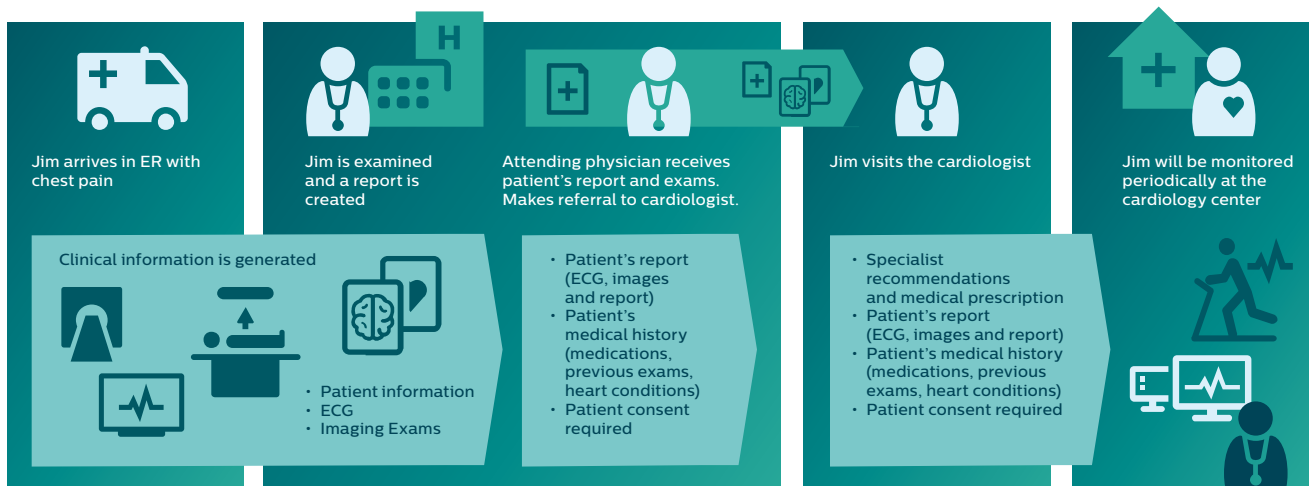 H
Jim arrives in ER with
chest pain
Jim is examined
and a report is
created
Attending physician receives
patient's report and exams.
Makes referral to cardiologist.
Jim visits the cardiologist
Jim will be monitored
periodically at the
cardiology center
Clinical information is generated
• Patient information
• ECG
• Imaging Exams
• Patient's report
(ECG, images
and report)
• Patient's
medical history
(medications,
previous exams,
heart conditions)
• Patient consent
required
• Specialist
recommendations
and medical prescription
• Patient's report
(ECG, images and report)
• Patient's medical history
(medications, previous
exams, heart conditions)
• Patient consent required